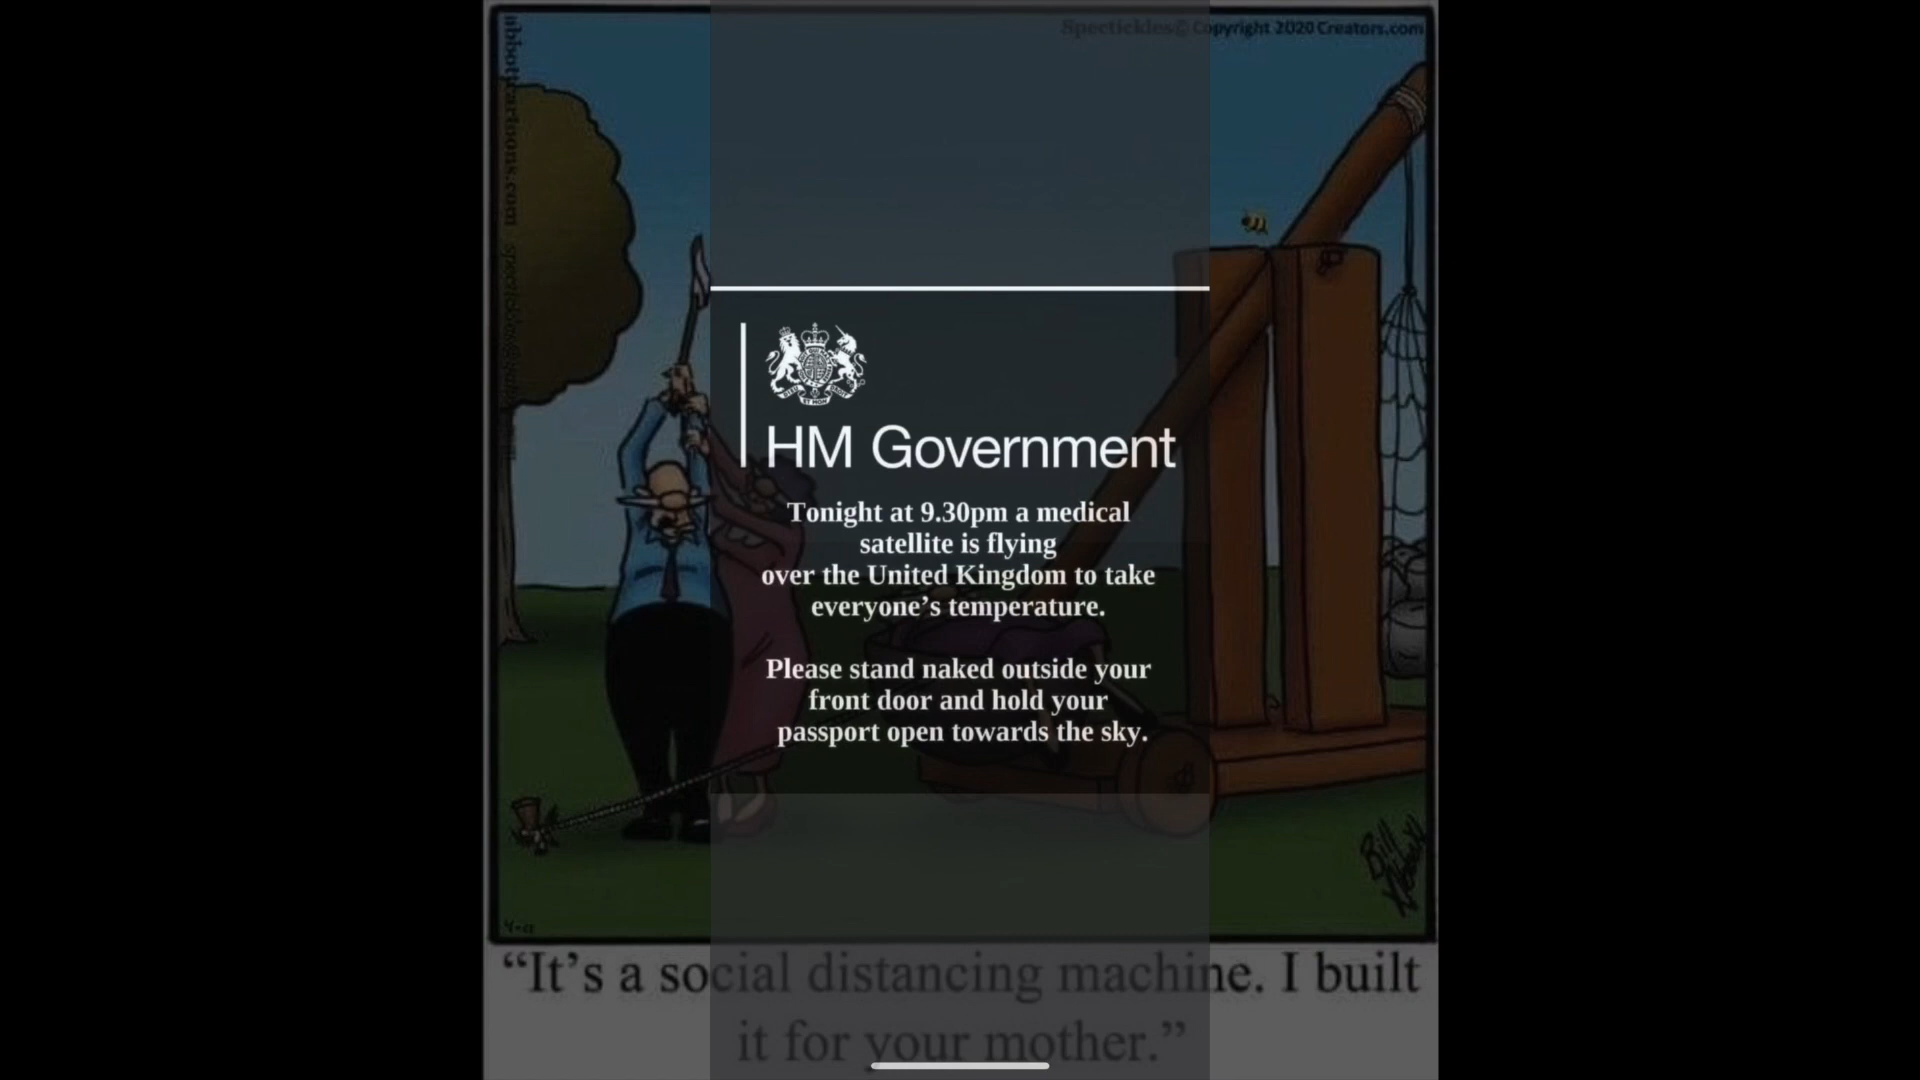 Spectickles© Copyright 2020 Creators.com
HM Government
Tonight at 9.30pm a medical
satellite is flying
over the United Kingdom to take
everyone’s temperature.
Please stand naked outside your
front door and hold your
passport open towards the sky.
“It’s a social distancing machine. I built
it for your mother.”